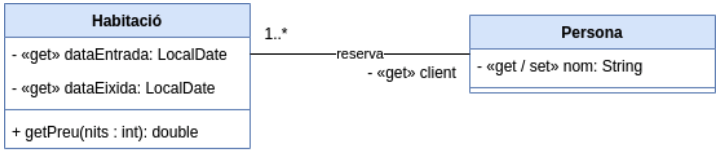 Habitació
- «get» dataEntrada: LocalDate
- «get» dataEixida: LocalDate
+ getPreu(nits : int): double
1..*
reserva
- «get» client
Persona
- «get / set» nom: String